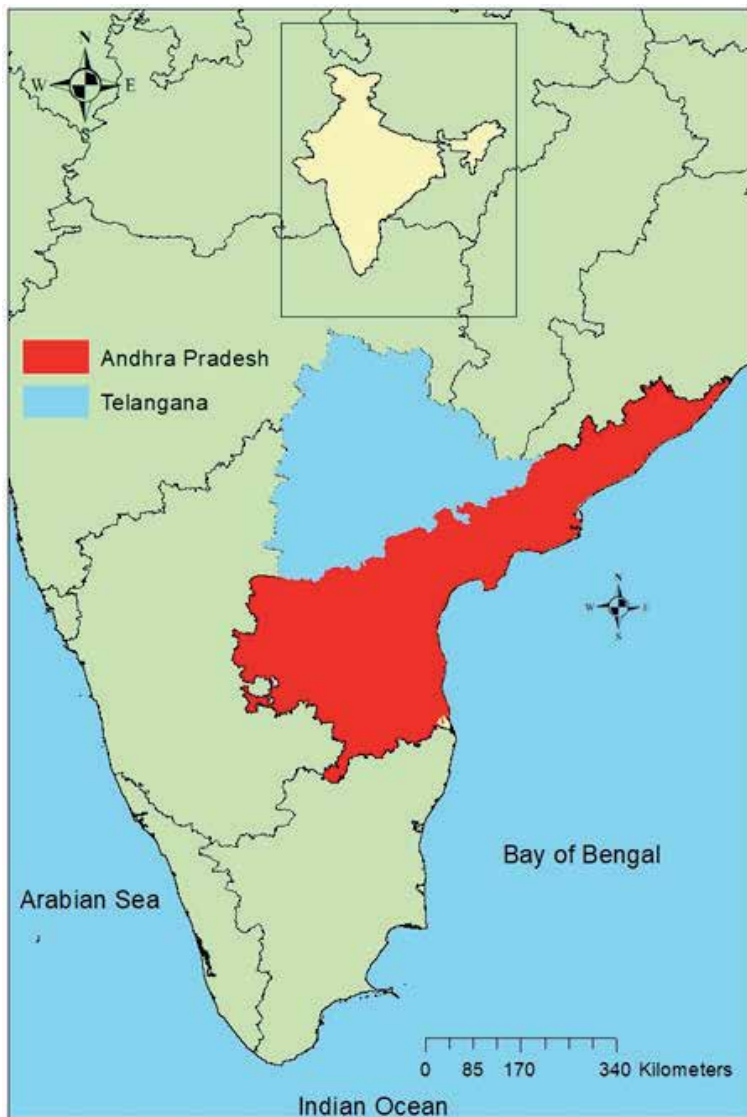 N
W E
S
Andhra Pradesh
Telangana
N
W E
S
Bay of Bengal
Arabian Sea
0 85 170 340 Kilometers
Indian Ocean